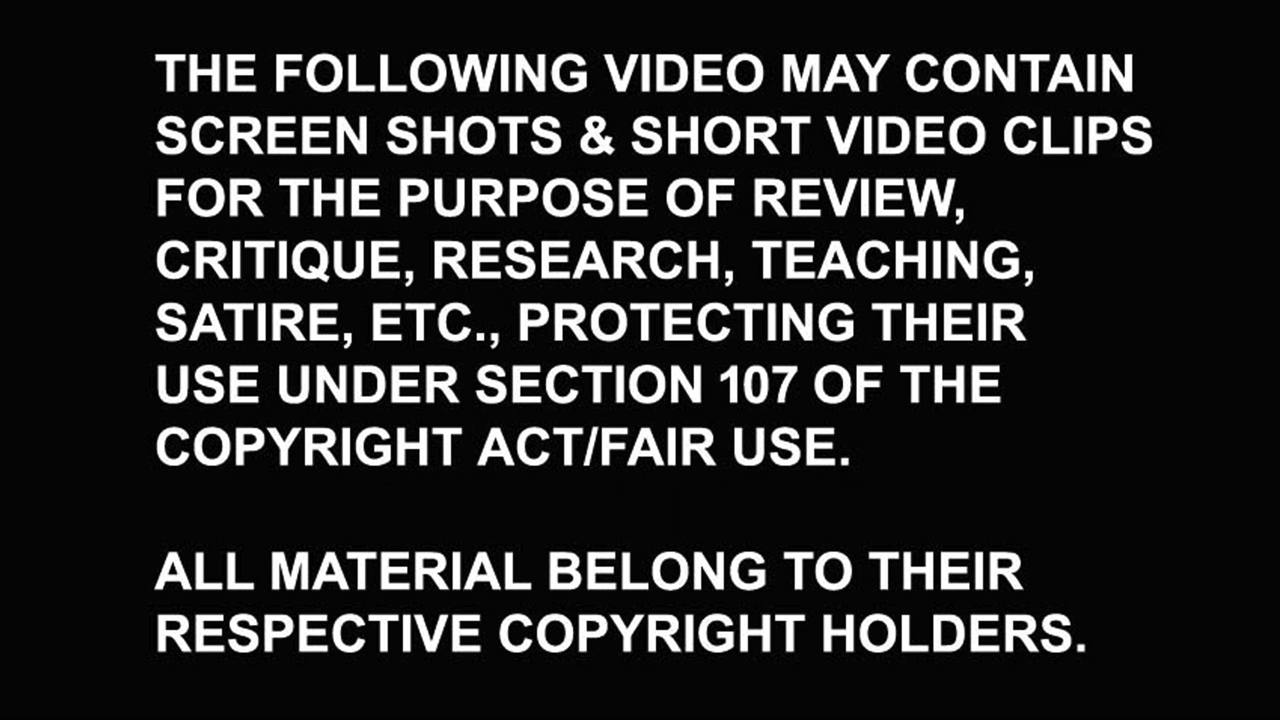 THE FOLLOWING VIDEO MAY CONTAIN
SCREEN SHOTS & SHORT VIDEO CLIPS
FOR THE PURPOSE OF REVIEW,
CRITIQUE, RESEARCH, TEACHING,
SATIRE, ETC., PROTECTING THEIR
USE UNDER SECTION 107 OF THE
COPYRIGHT ACT/FAIR USE.
ALL MATERIAL BELONG TO THEIR
RESPECTIVE COPYRIGHT HOLDERS.